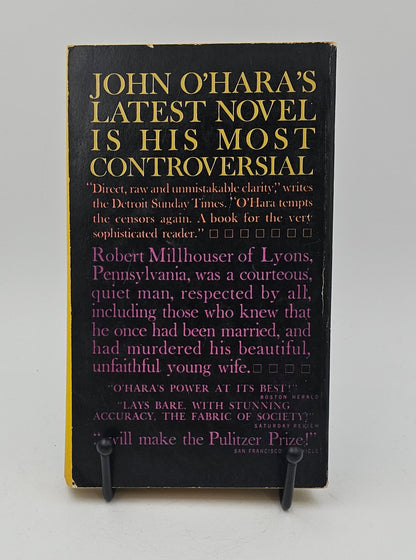 JOHN O'HARA'S
LATEST NOVEL
IS HIS MOST
CONTROVERSIAL
"Direct, raw and unmistakable clarity," writes
the Detroit Sunday Times. "O'Hara tempts
the censors again. A book for the very
sophisticated reader."
Robert Millhouser of Lyons,
Pennsylvania, was a courteous,
quiet man, respected by all,
including those who knew that
he once had been married, and
had murdered his beautiful,
unfaithful young wife.
"O'HARA'S POWER AT ITS BEST!"
BOSTON HERALD
"LAYS BARE, WITH STUNNING
ACCURACY, THE FABRIC OF SOCIETY!"
SATURDAY REVIEW
will make the Pulitzer Prize!"
SAN FRANCISCO